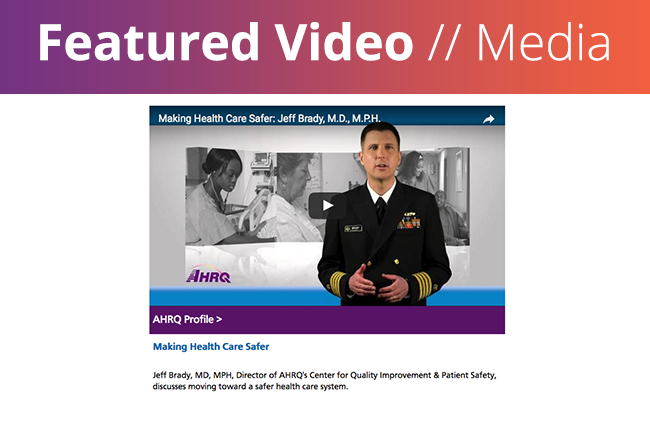 Featured Video // Media
Making Health Care Safer: Jeff Brady, M.D., M.P.H.
BRADY
AHRQ
AHRQ Profile >
Making Health Care Safer
Jeff Brady, MD, MPH, Director of AHRQ's Center for Quality Improvement & Patient Safety,
discusses moving toward a safer health care system.